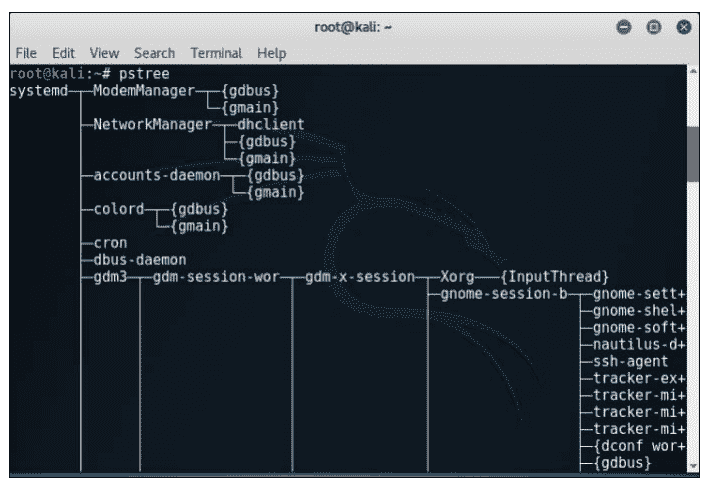 root@kali: ~
File Edit View Search Terminal Help
root@kali:~# pstree
systemd─┬─ModemManager─┬─{gdbus}
        │              └─{gmain}
        ├─NetworkManager─┬─dhclient
        │                ├─{gdbus}
        │                └─{gmain}
        ├─accounts-daemon─┬─{gdbus}
        │                 └─{gmain}
        ├─colord─┬─{gdbus}
        │        └─{gmain}
        ├─cron
        ├─dbus-daemon
        ├─gdm3─┬─gdm-session-wor─┬─gdm-x-session─┬─Xorg───{InputThread}
        │      │                 │               ├─gnome-session-b─┬─gnome-sett+
        │      │                 │               │                 ├─gnome-shel+
        │      │                 │               │                 ├─gnome-soft+
        │      │                 │               │                 ├─nautilus-d+
        │      │                 │               │                 ├─ssh-agent
        │      │                 │               │                 ├─tracker-ex+
        │      │                 │               │                 ├─tracker-mi+
        │      │                 │               │                 ├─tracker-mi+
        │      │                 │               │                 ├─tracker-mi+
        │      │                 │               │                 ├─{dconf wor+
        │      │                 │               │                 ├─{gdbus}